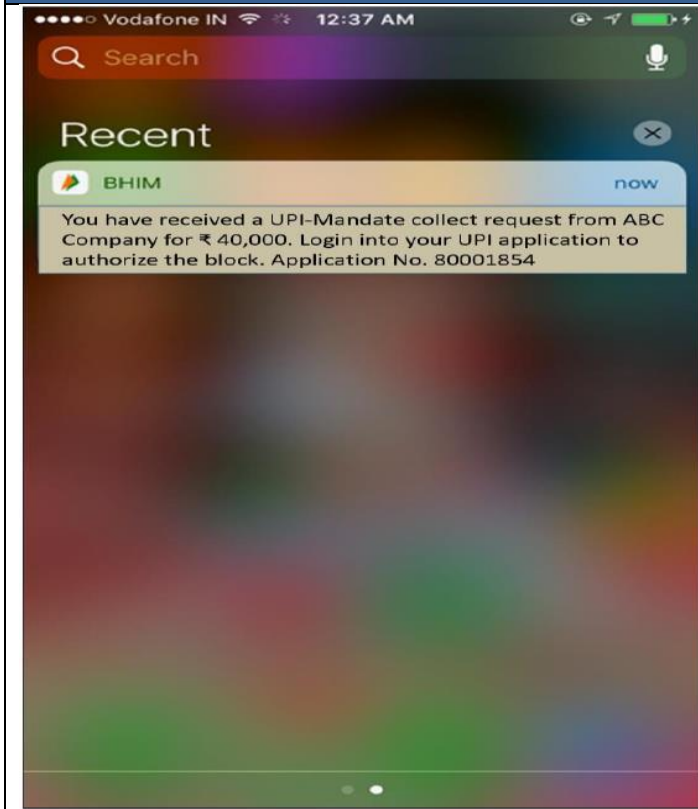 Vodafone IN 12:37 AM
Search
Recent
BHIM now
You have received a UPI-Mandate collect request from ABC
Company for ₹ 40,000. Login into your UPI application to
authorize the block. Application No. 80001854